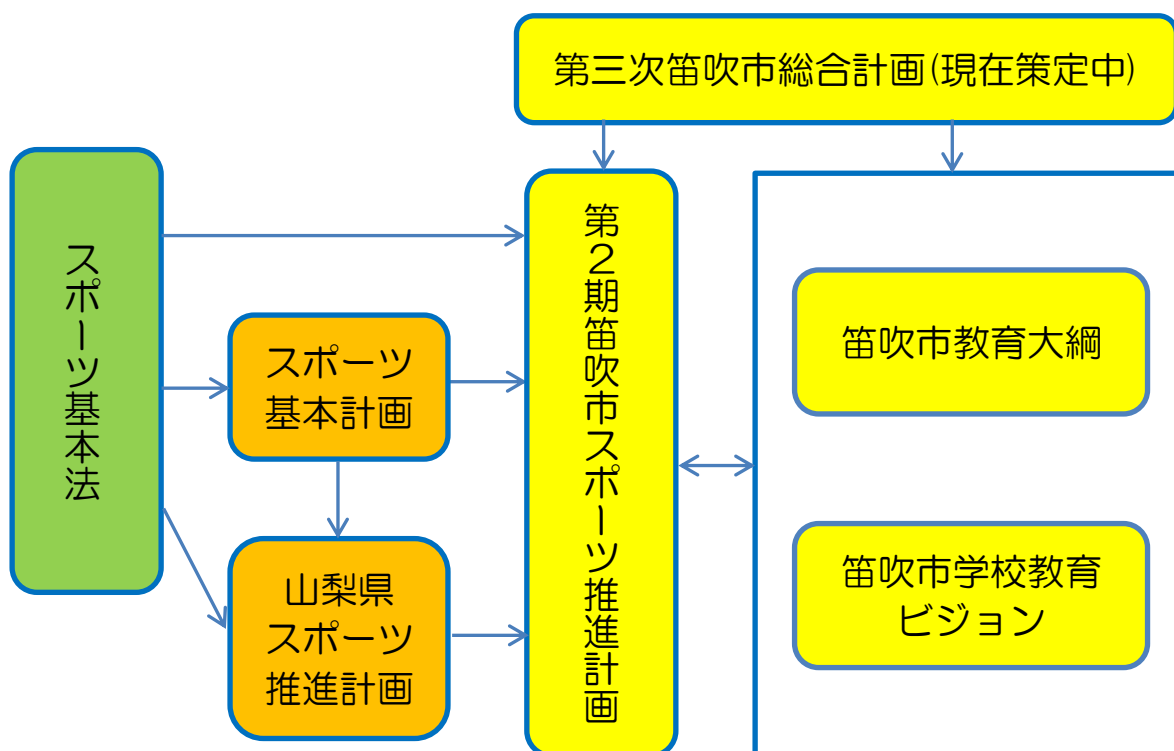 第三次笛吹市総合計画(現在策定中)
スポーツ基本法
スポーツ
基本計画
山梨県
スポーツ
推進計画
第２期笛吹市スポーツ推進計画
笛吹市教育大綱
笛吹市学校教育
ビジョン